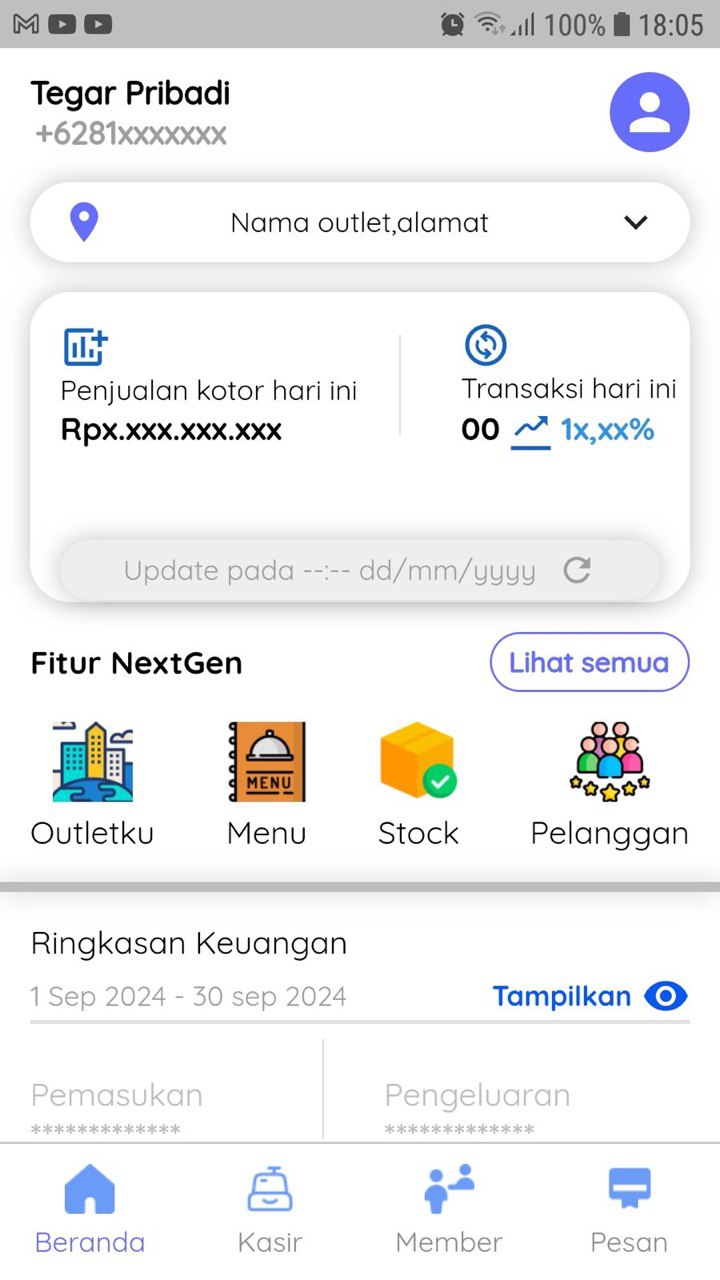 100% 18:05
Tegar Pribadi
+6281xxxxxxx
Nama outlet,alamat
Penjualan kotor hari ini
Rpx.xxx.xxx.xxx
Transaksi hari ini
00 1x,xx%
Update pada --:-- dd/mm/yyyy
Fitur NextGen
Lihat semua
MENU
Outletku
Menu
Stock
Pelanggan
Ringkasan Keuangan
1 Sep 2024 - 30 sep 2024
Tampilkan
Pemasukan
*************
Pengeluaran
*************
Beranda
Kasir
Member
Pesan